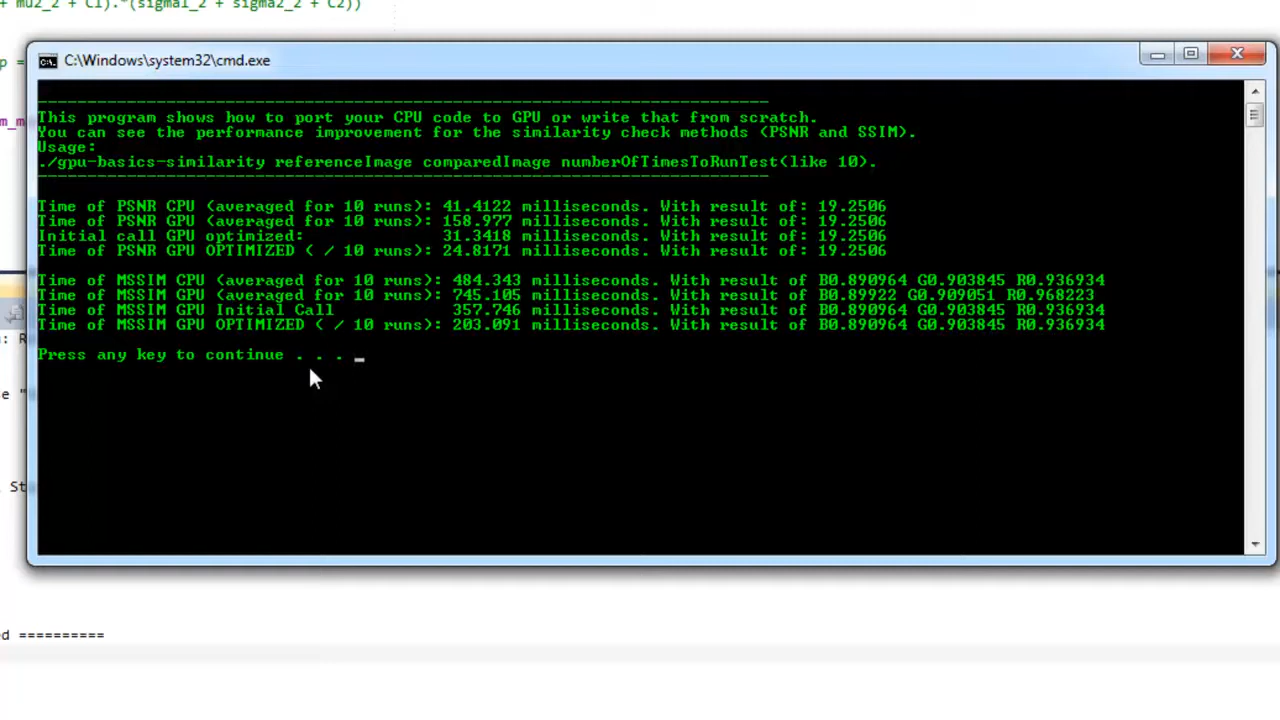 + mu2_2 + C1).*(sigma1_2 + sigma2_2 + C2))
p =
C:\Windows\system32\cmd.exe
m_m
This program shows how to port your CPU code to GPU or write that from scratch.
You can see the performance improvement for the similarity check methods (PSNR and SSIM).
Usage:
./gpu-basics-similarity referenceImage comparedImage numberOfTimesToRunTest(like 10).
Time of PSNR CPU (averaged for 10 runs): 41.4122 milliseconds. With result of: 19.2506
Time of PSNR GPU (averaged for 10 runs): 158.977 milliseconds. With result of: 19.2506
Initial call GPU optimized: 31.3418 milliseconds. With result of: 19.2506
Time of PSNR GPU OPTIMIZED ( / 10 runs): 24.8171 milliseconds. With result of: 19.2506
Time of MSSIM CPU (averaged for 10 runs): 484.343 milliseconds. With result of B0.890964 G0.903845 R0.936934
Time of MSSIM GPU (averaged for 10 runs): 745.105 milliseconds. With result of B0.89922 G0.909051 R0.968223
Time of MSSIM GPU Initial Call 357.746 milliseconds. With result of B0.890964 G0.903845 R0.936934
Time of MSSIM GPU OPTIMIZED ( / 10 runs): 203.091 milliseconds. With result of B0.890964 G0.903845 R0.936934
: R
Press any key to continue . . . _
e "
St
d ==========